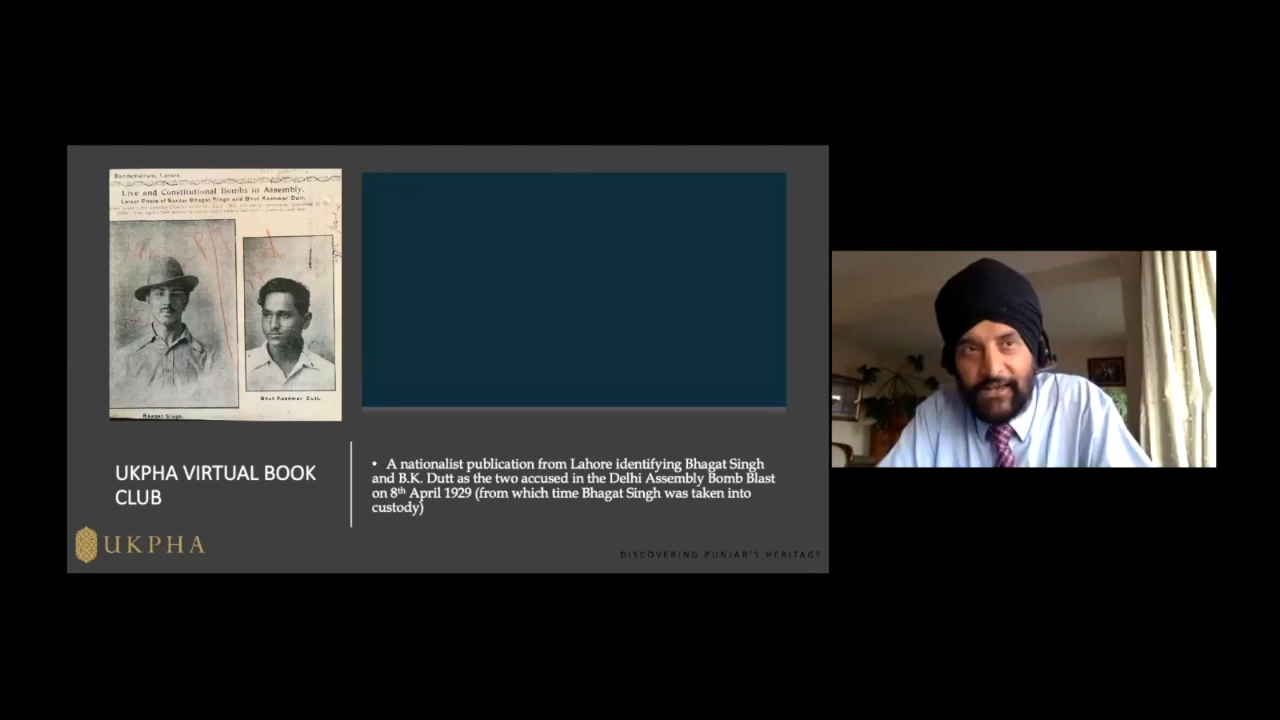 Bandematram, Lahore.
Live and Constitutional Bombs in Assembly.
Latest Photo of Sardar Bhagat Singh and Bhut Keshwar Dutt.
Bhut Keshwar Dutt.
Bhagat Singh.
UKPHA VIRTUAL BOOK
CLUB
• A nationalist publication from Lahore identifying Bhagat Singh
and B.K. Dutt as the two accused in the Delhi Assembly Bomb Blast
on 8th April 1929 (from which time Bhagat Singh was taken into
custody)
UKPHA
DISCOVERING PUNJAB'S HERITAGE